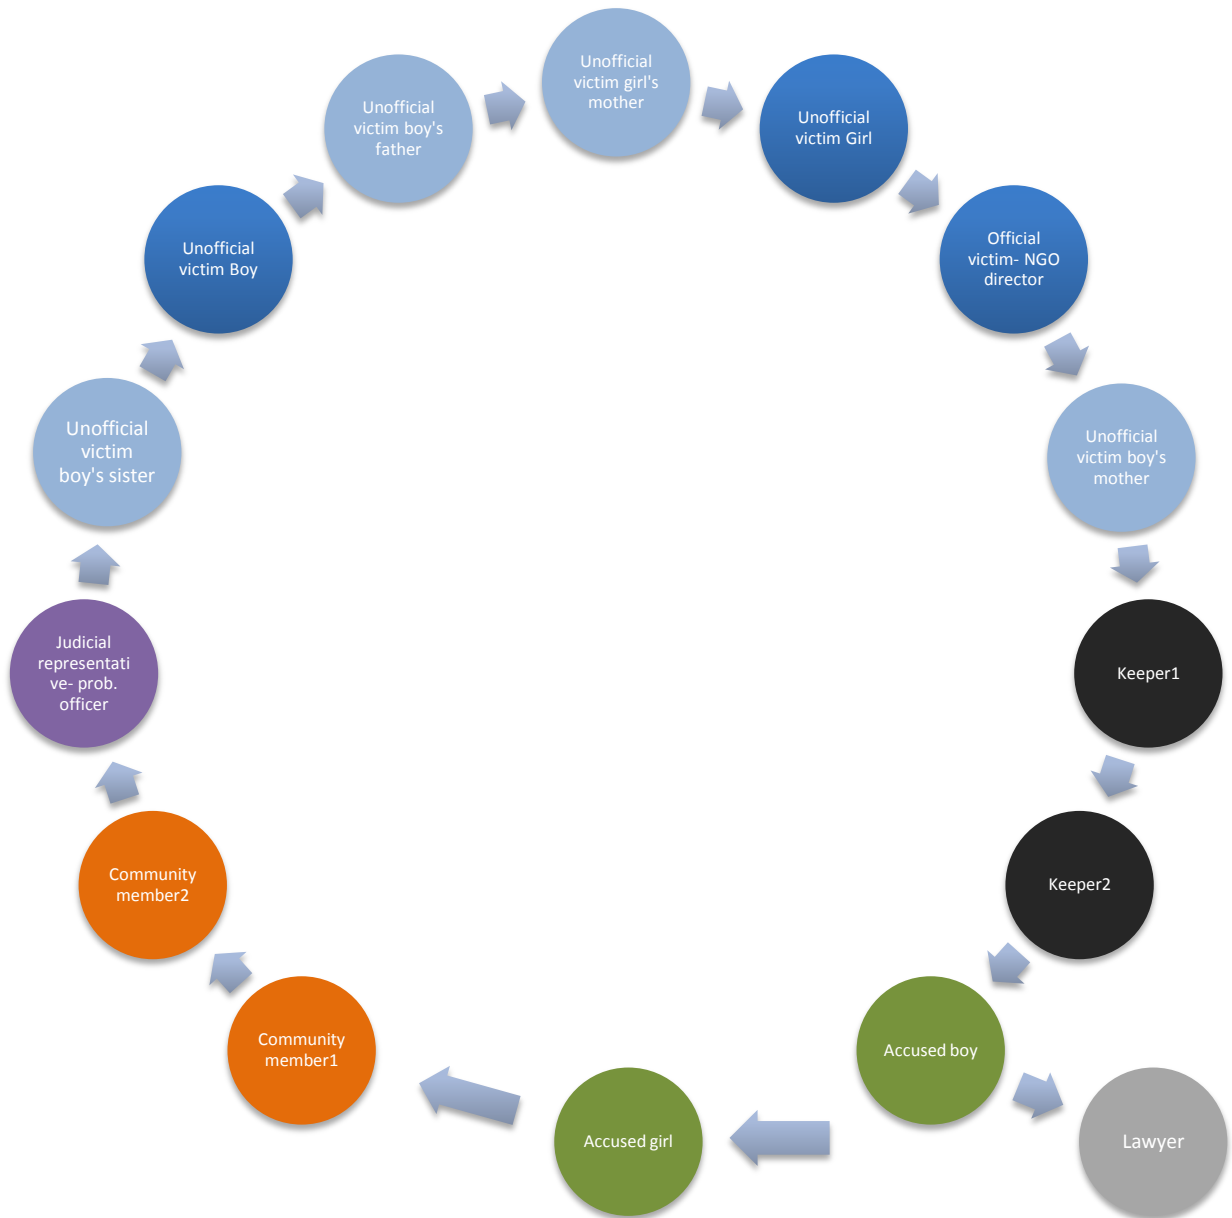 Unofficial
victim girl's
mother
Unofficial
victim Girl
Official
victim- NGO
director
Unofficial
victim boy's
mother
Keeper1
Keeper2
Accused boy
Lawyer
Accused girl
Community
member1
Community
member2
Judicial
representati
ve- prob.
officer
Unofficial
victim
boy's sister
Unofficial
victim Boy
Unofficial
victim boy's
father